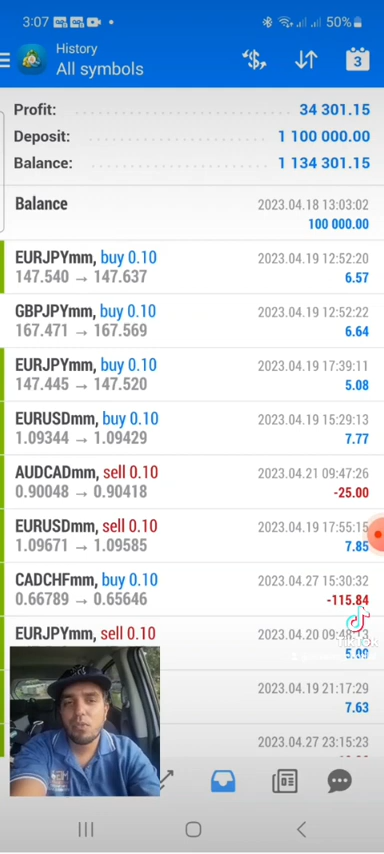 3:07 50%
History
All symbols
3
Profit: 34 301.15
Deposit: 1 100 000.00
Balance: 1 134 301.15
Balance 2023.04.18 13:03:02
100 000.00
EURJPYmm, buy 0.10 2023.04.19 12:52:20
147.540 → 147.637 6.57
GBPJPYmm, buy 0.10 2023.04.19 12:52:22
167.471 → 167.569 6.64
EURJPYmm, buy 0.10 2023.04.19 17:39:11
147.445 → 147.520 5.08
EURUSDmm, buy 0.10 2023.04.19 15:29:13
1.09344 → 1.09429 7.77
AUDCADmm, sell 0.10 2023.04.21 09:47:26
0.90048 → 0.90418 -25.00
EURUSDmm, sell 0.10 2023.04.19 17:55:15
1.09671 → 1.09585 7.85
CADCHFmm, buy 0.10 2023.04.27 15:30:32
0.66789 → 0.65646 -115.84
EURJPYmm, sell 0.10 2023.04.20 09:48:13
5.09
2023.04.19 21:17:29
7.63
2023.04.27 23:15:23